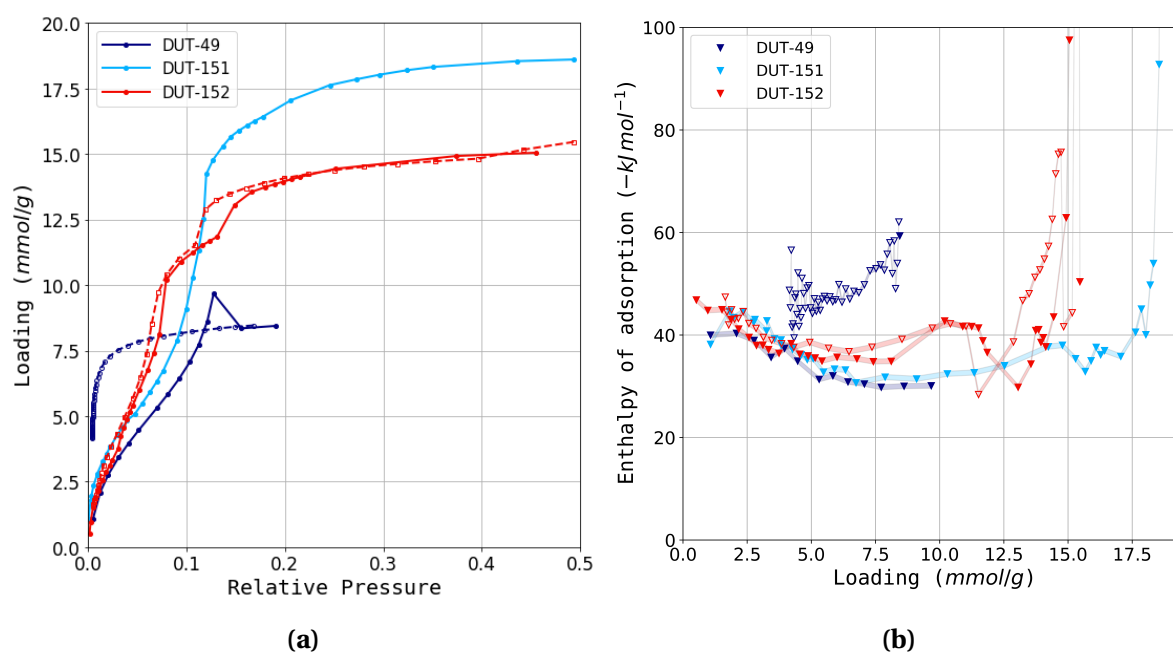 20.0
17.5
15.0
12.5
10.0
7.5
5.0
2.5
0.0
Loading (mmol/g)
DUT-49
DUT-151
DUT-152
0.0 0.1 0.2 0.3 0.4 0.5
Relative Pressure
(a)
100
80
60
40
20
0
Enthalpy of adsorption (−kJ/mol⁻¹)
DUT-49
DUT-151
DUT-152
0.0 2.5 5.0 7.5 10.0 12.5 15.0 17.5
Loading (mmol/g)
(b)